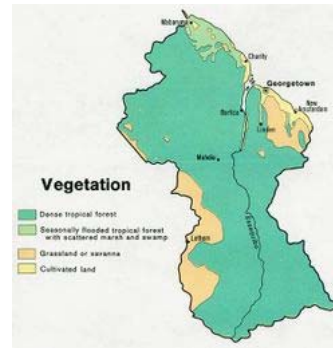 Mabaruma
Charity
Georgetown
New
Amsterdam
Bartica
Linden
Mahdia
Vegetation
Essequibo
Dense tropical forest
Seasonally flooded tropical forest
with scattered marsh and swamp
Lethem
Grassland or savanna
Cultivated land